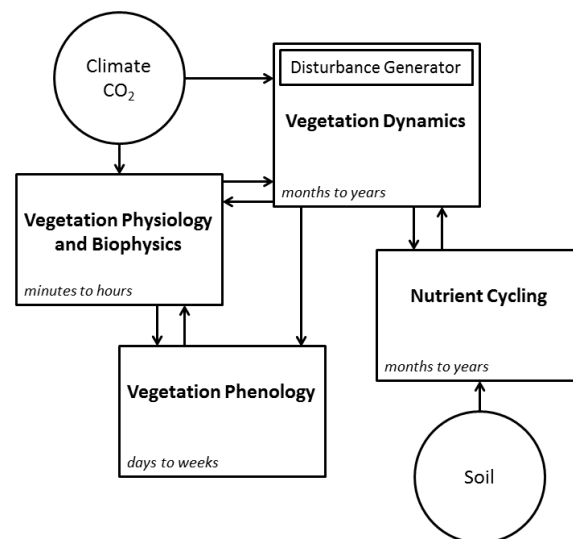 Climate
CO₂
Disturbance Generator
Vegetation Dynamics
months to years
Vegetation Physiology
and Biophysics
minutes to hours
Nutrient Cycling
months to years
Vegetation Phenology
days to weeks
Soil